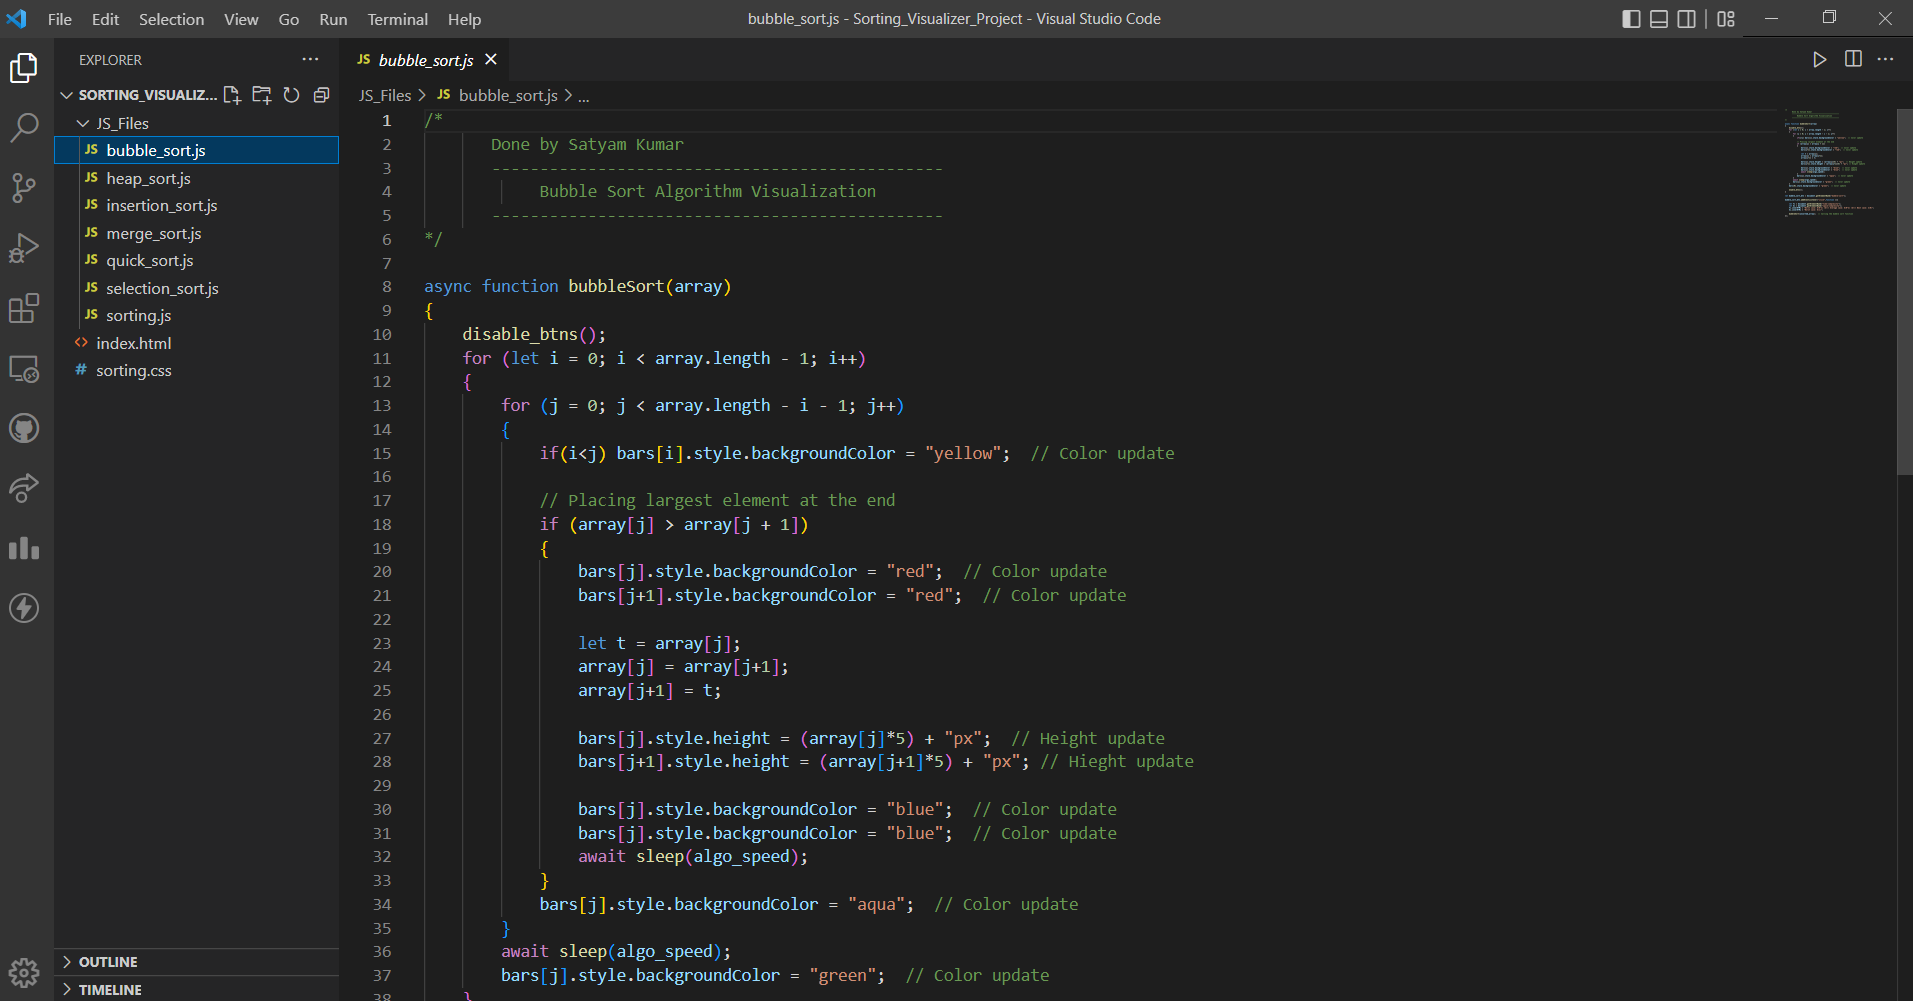 File Edit Selection View Go Run Terminal Help
bubble_sort.js - Sorting_Visualizer_Project - Visual Studio Code
EXPLORER
SORTING_VISUALIZ...
JS_Files
JS bubble_sort.js
JS heap_sort.js
JS insertion_sort.js
JS merge_sort.js
JS quick_sort.js
JS selection_sort.js
JS sorting.js
<> index.html
# sorting.css
OUTLINE
TIMELINE
JS bubble_sort.js
JS_Files > JS bubble_sort.js > ...
1 /*
2 Done by Satyam Kumar
3 -----------------------------------------------
4 Bubble Sort Algorithm Visualization
5 -----------------------------------------------
6 */
7
8 async function bubbleSort(array)
9 {
10 disable_btns();
11 for (let i = 0; i < array.length - 1; i++)
12 {
13 for (j = 0; j < array.length - i - 1; j++)
14 {
15 if(i<j) bars[i].style.backgroundColor = "yellow"; // Color update
16
17 // Placing largest element at the end
18 if (array[j] > array[j + 1])
19 {
20 bars[j].style.backgroundColor = "red"; // Color update
21 bars[j+1].style.backgroundColor = "red"; // Color update
22
23 let t = array[j];
24 array[j] = array[j+1];
25 array[j+1] = t;
26
27 bars[j].style.height = (array[j]*5) + "px"; // Height update
28 bars[j+1].style.height = (array[j+1]*5) + "px"; // Hieght update
29
30 bars[j].style.backgroundColor = "blue"; // Color update
31 bars[j].style.backgroundColor = "blue"; // Color update
32 await sleep(algo_speed);
33 }
34 bars[j].style.backgroundColor = "aqua"; // Color update
35 }
36 await sleep(algo_speed);
37 bars[j].style.backgroundColor = "green"; // Color update
38 }